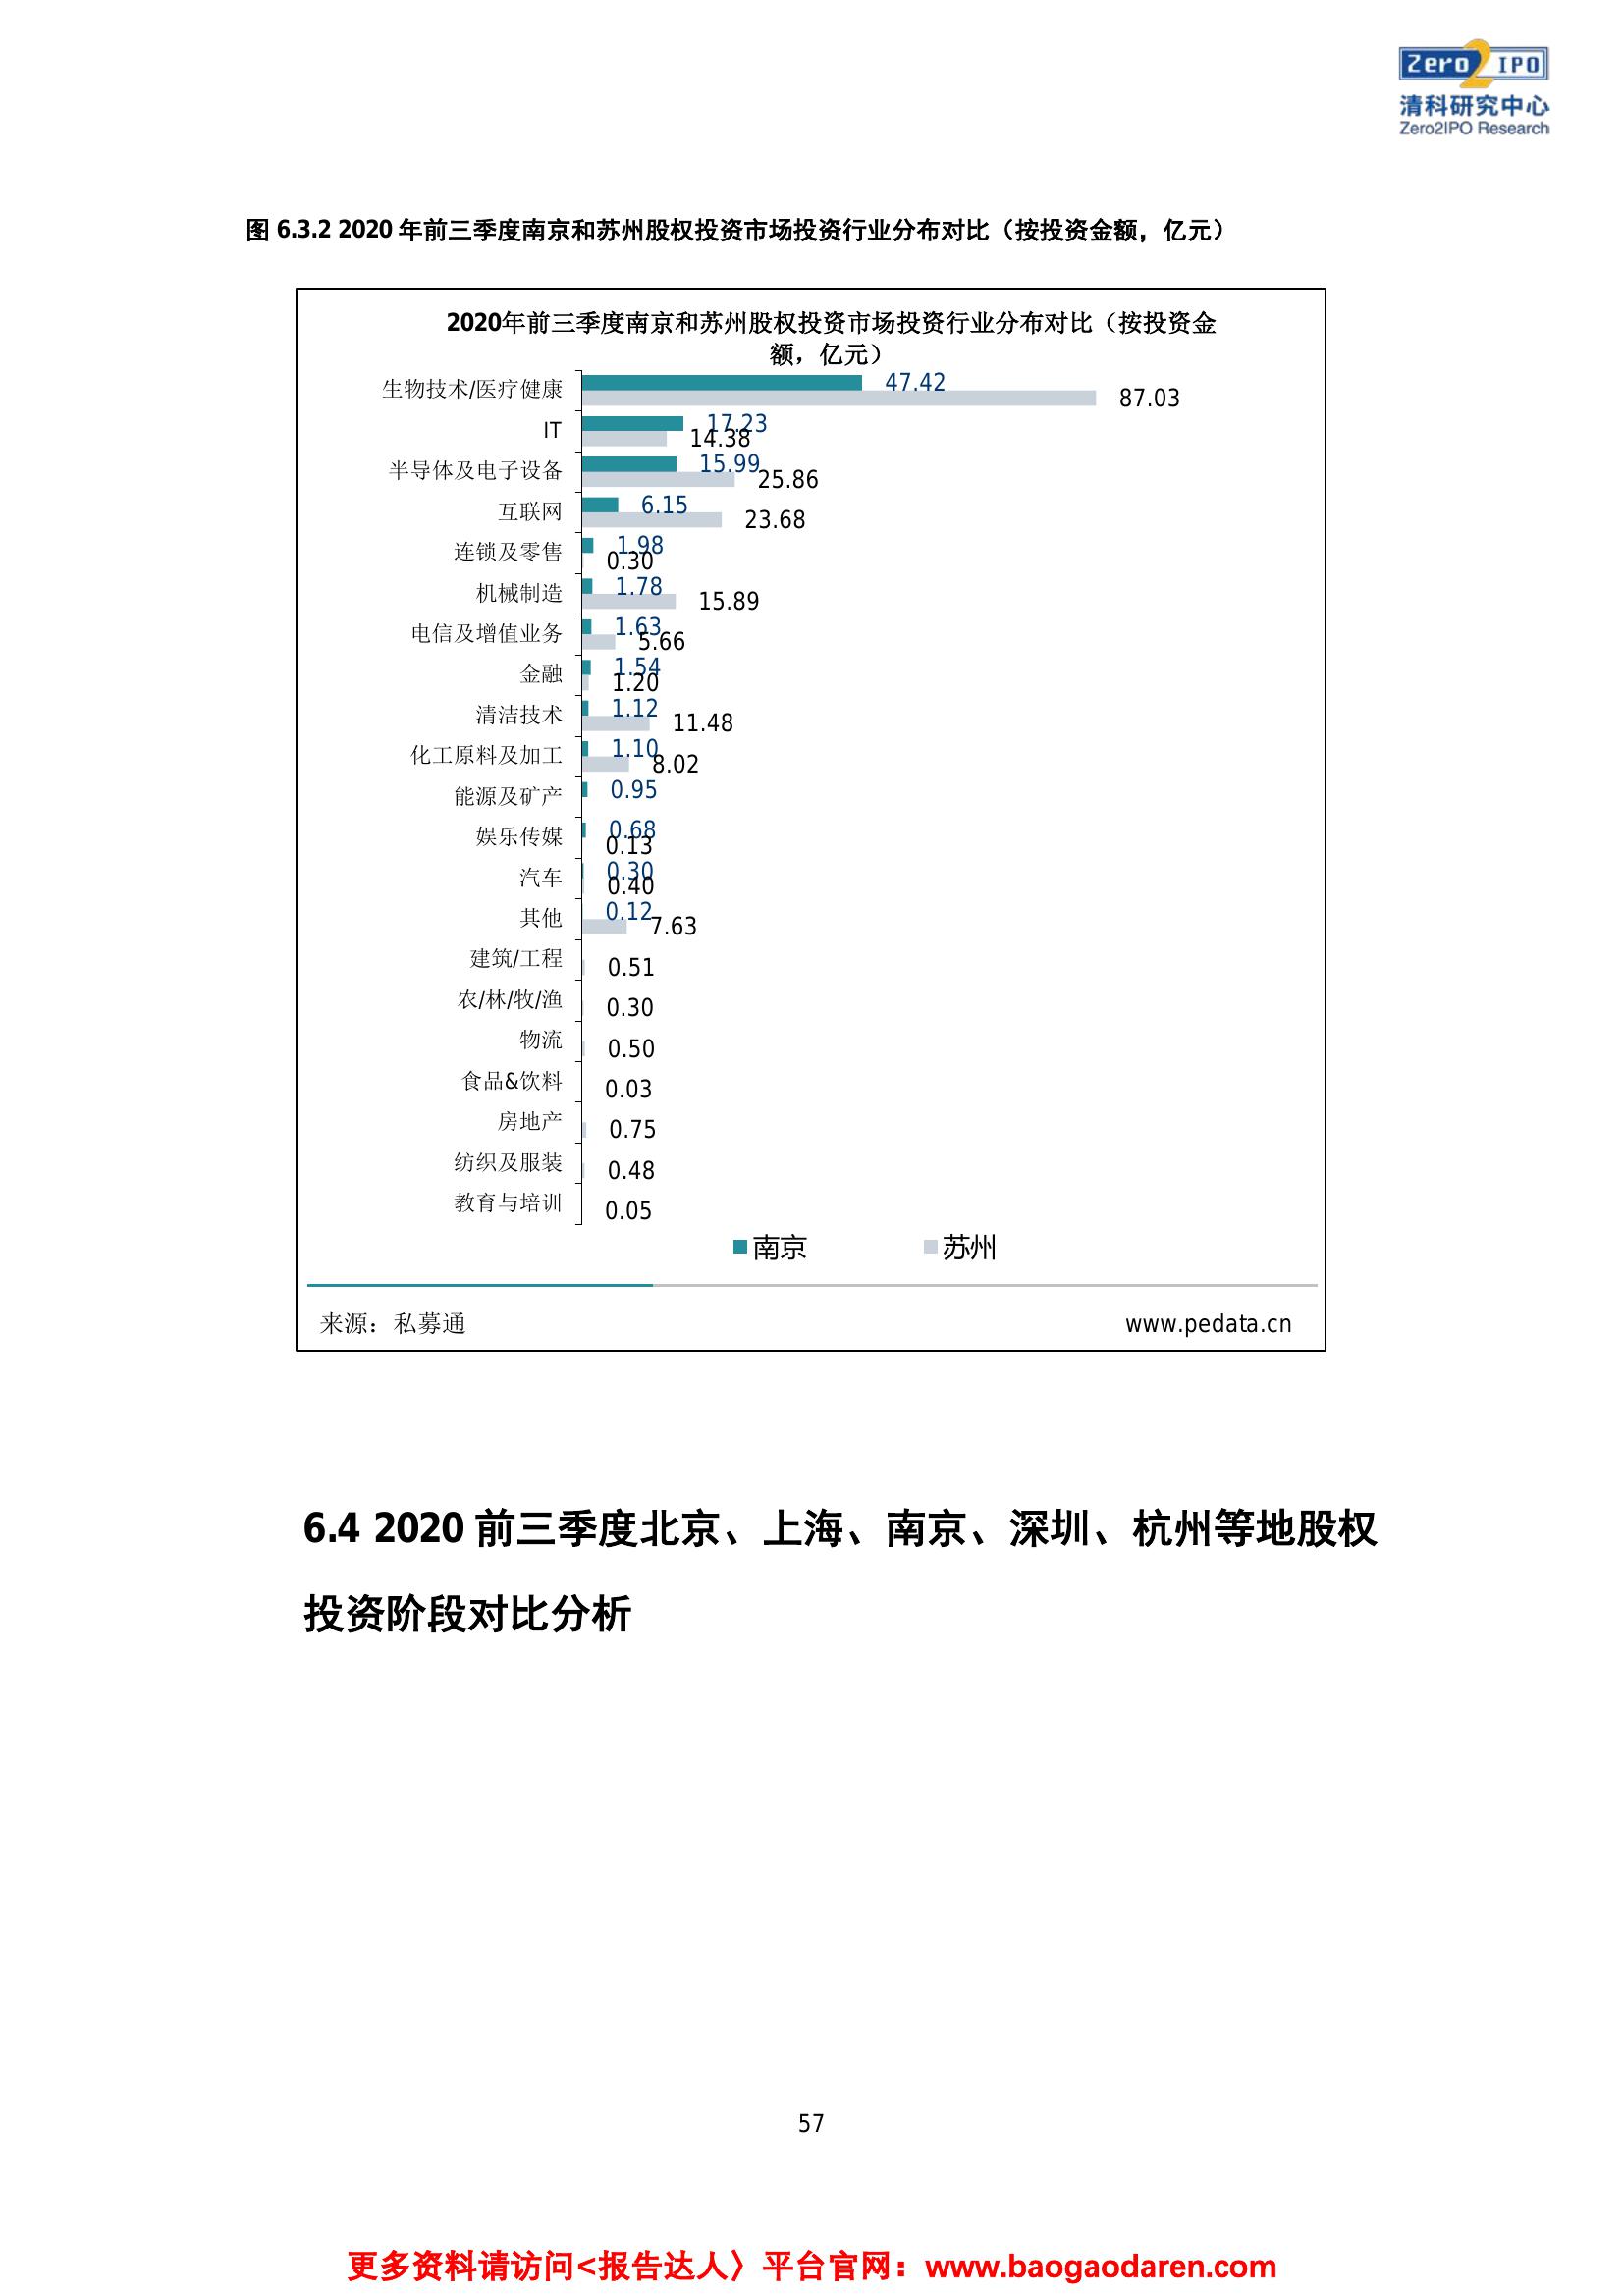 Zero2IPO
清科研究中心
Zero2IPO Research
图 6.3.2 2020 年前三季度南京和苏州股权投资市场投资行业分布对比（按投资金额，亿元）
2020年前三季度南京和苏州股权投资市场投资行业分布对比（按投资金
额，亿元）
生物技术/医疗健康 47.42 87.03
IT 17.23 14.38
半导体及电子设备 15.99 25.86
互联网 6.15 23.68
连锁及零售 1.98 0.30
机械制造 1.78 15.89
电信及增值业务 1.63 5.66
金融 1.54 1.20
清洁技术 1.12 11.48
化工原料及加工 1.10 8.02
能源及矿产 0.95
娱乐传媒 0.68 0.13
汽车 0.30 0.40
其他 0.12 7.63
建筑/工程 0.51
农/林/牧/渔 0.30
物流 0.50
食品&饮料 0.03
房地产 0.75
纺织及服装 0.48
教育与培训 0.05
南京 苏州
来源：私募通 www.pedata.cn
6.4 2020 前三季度北京、上海、南京、深圳、杭州等地股权
投资阶段对比分析
57
更多资料请访问<报告达人〉平台官网：www.baogaodaren.com